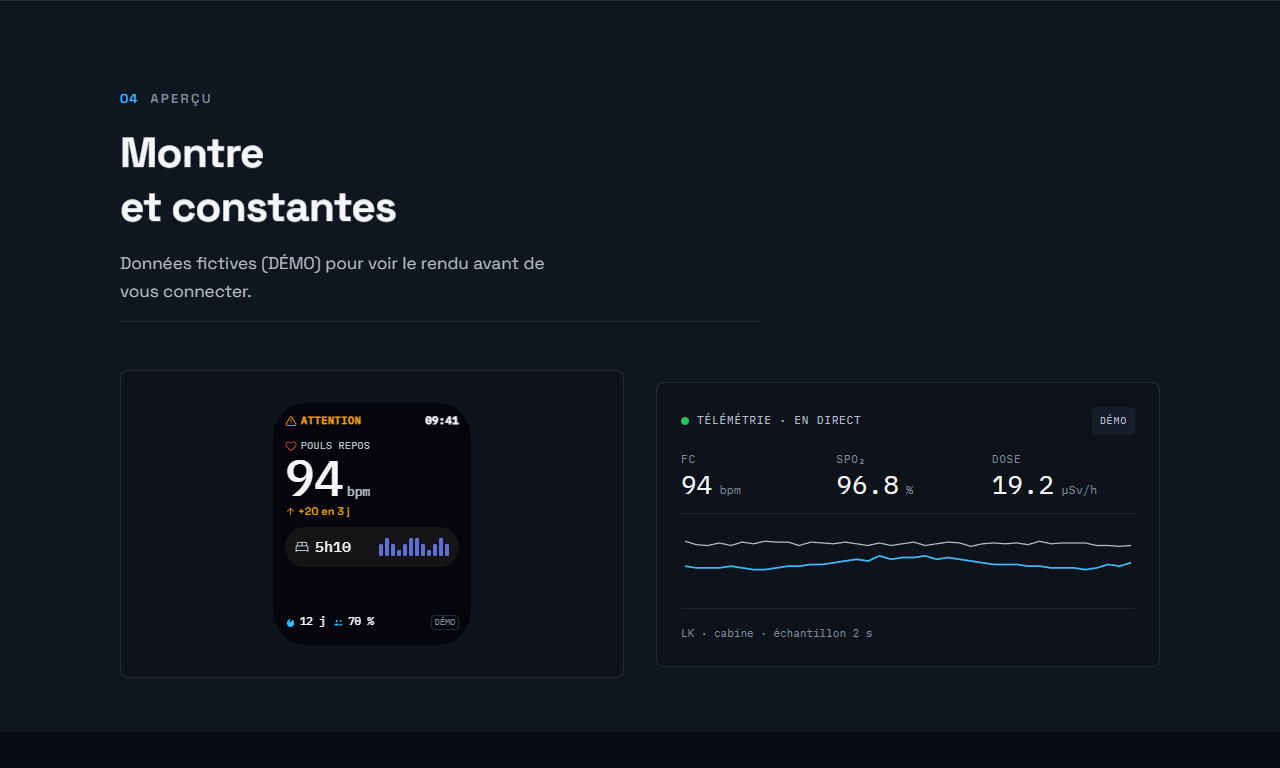 04 APERÇU
Montre
et constantes
Données fictives (DÉMO) pour voir le rendu avant de
vous connecter.
ATTENTION 09:41
POULS REPOS
94 bpm
↑ +20 en 3 j
5h10
12 j 70 % DÉMO
TÉLÉMÉTRIE · EN DIRECT DÉMO
FC SPO₂ DOSE
94 bpm 96.8 % 19.2 µSv/h
LK · cabine · échantillon 2 s